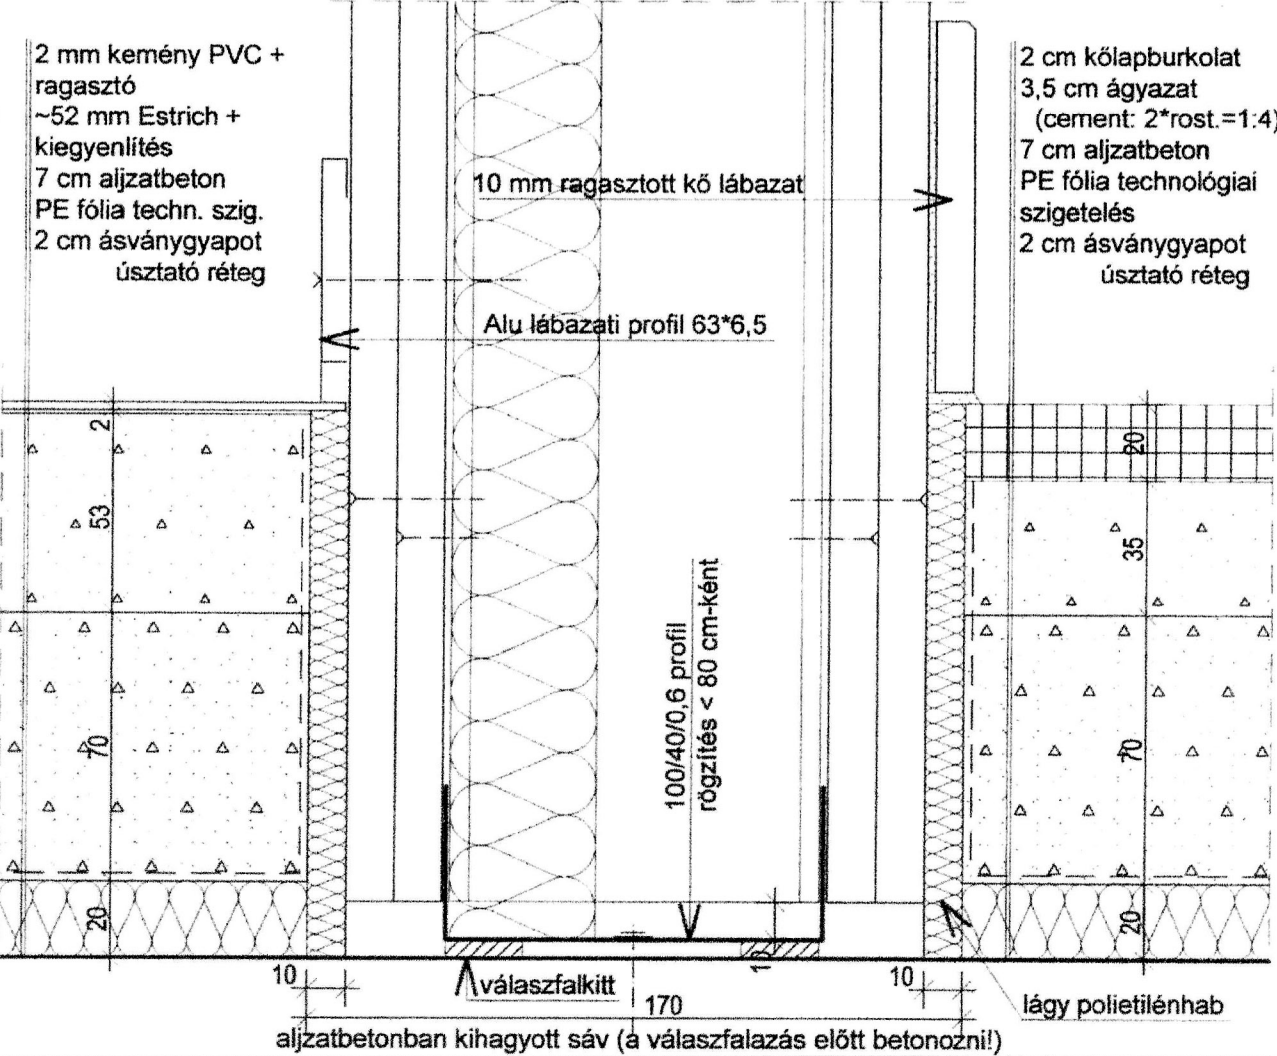 2 mm kemény PVC +
ragasztó
~52 mm Estrich +
kiegyenlítés
7 cm aljzatbeton
PE fólia techn. szig.
2 cm ásványgyapot
úsztató réteg
10 mm ragasztott kő lábazat
Alu lábazati profil 63*6,5
2 cm kőlapburkolat
3,5 cm ágyazat
(cement: 2*rost.=1:4)
7 cm aljzatbeton
PE fólia technológiai
szigetelés
2 cm ásványgyapot
úsztató réteg
2
53
70
20
100/40/0,6 profil
rögzítés < 80 cm-ként
20
35
70
20
10
válaszfalkitt
170
10
lágy polietilénhab
aljzatbetonban kihagyott sáv (a válaszfalazás előtt betonozni!)